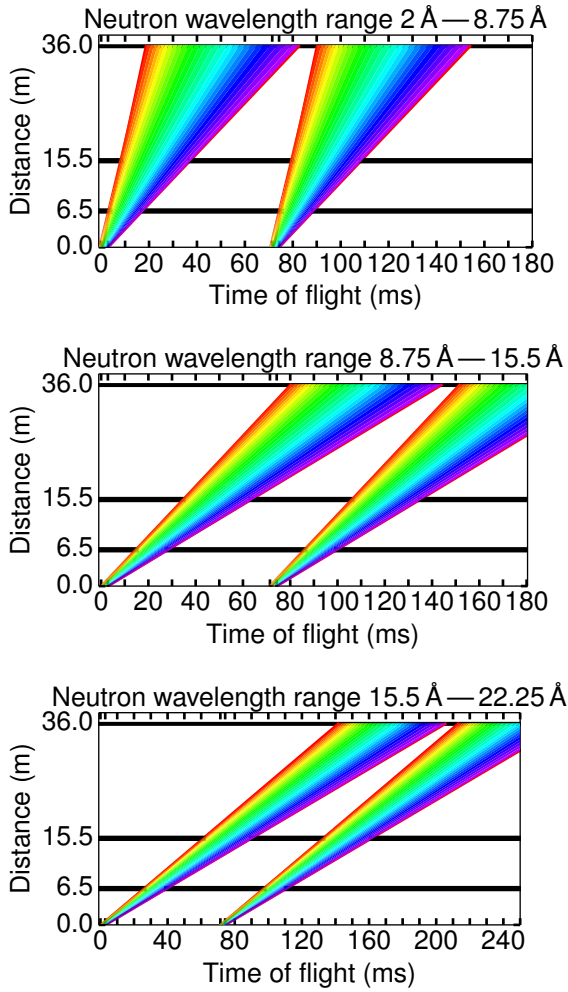 Neutron wavelength range 2 Å — 8.75 Å
36.0
15.5
6.5
0.0
Distance (m)
0 20 40 60 80 100 120 140 160 180
Time of flight (ms)
Neutron wavelength range 8.75 Å — 15.5 Å
36.0
15.5
6.5
0.0
Distance (m)
0 20 40 60 80 100 120 140 160 180
Time of flight (ms)
Neutron wavelength range 15.5 Å — 22.25 Å
36.0
15.5
6.5
0.0
Distance (m)
0 40 80 120 160 200 240
Time of flight (ms)